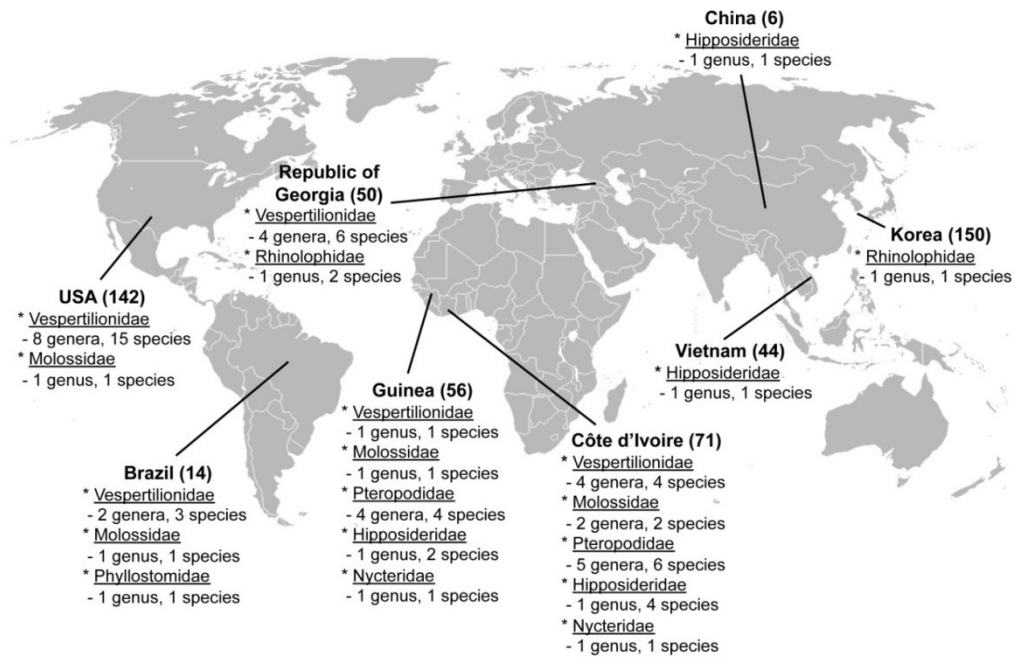 China (6)
* Hipposideridae
- 1 genus, 1 species
Republic of
Georgia (50)
* Vespertilionidae
- 4 genera, 6 species
* Rhinolophidae
- 1 genus, 2 species
Korea (150)
* Rhinolophidae
- 1 genus, 1 species
USA (142)
* Vespertilionidae
- 8 genera, 15 species
* Molossidae
- 1 genus, 1 species
Vietnam (44)
* Hipposideridae
- 1 genus, 1 species
Guinea (56)
* Vespertilionidae
- 1 genus, 1 species
* Molossidae
- 1 genus, 1 species
* Pteropodidae
- 4 genera, 4 species
* Hipposideridae
- 1 genus, 2 species
* Nycteridae
- 1 genus, 1 species
Côte d'Ivoire (71)
* Vespertilionidae
- 4 genera, 4 species
* Molossidae
- 2 genera, 2 species
* Pteropodidae
- 5 genera, 6 species
* Hipposideridae
- 1 genus, 4 species
* Nycteridae
- 1 genus, 1 species
Brazil (14)
* Vespertilionidae
- 2 genera, 3 species
* Molossidae
- 1 genus, 1 species
* Phyllostomidae
- 1 genus, 1 species